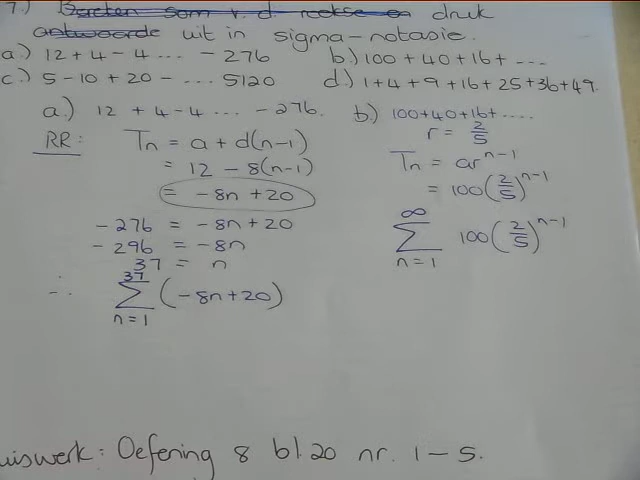 7.) Bereken som v. d. reekse en druk
antwoorde uit in sigma-notasie.
a.) 12 + 4 - 4 ... - 276 b.) 100 + 40 + 16 + ...
c.) 5 - 10 + 20 - ... 5120 d.) 1 + 4 + 9 + 16 + 25 + 36 + 49.
a.) 12 + 4 - 4 ... - 276.
RR: Tn = a + d(n-1)
= 12 - 8(n-1)
= -8n + 20
-276 = -8n + 20
-296 = -8n
37 = n
∴ 37 ∑ n=1 (-8n + 20)
b.) 100 + 40 + 16 + ....
r = 2/5
Tn = ar^(n-1)
= 100(2/5)^(n-1)
∞ ∑ n=1 100(2/5)^(n-1)
uiswerk: Oefening 8 bl. 20 nr. 1 - 5.